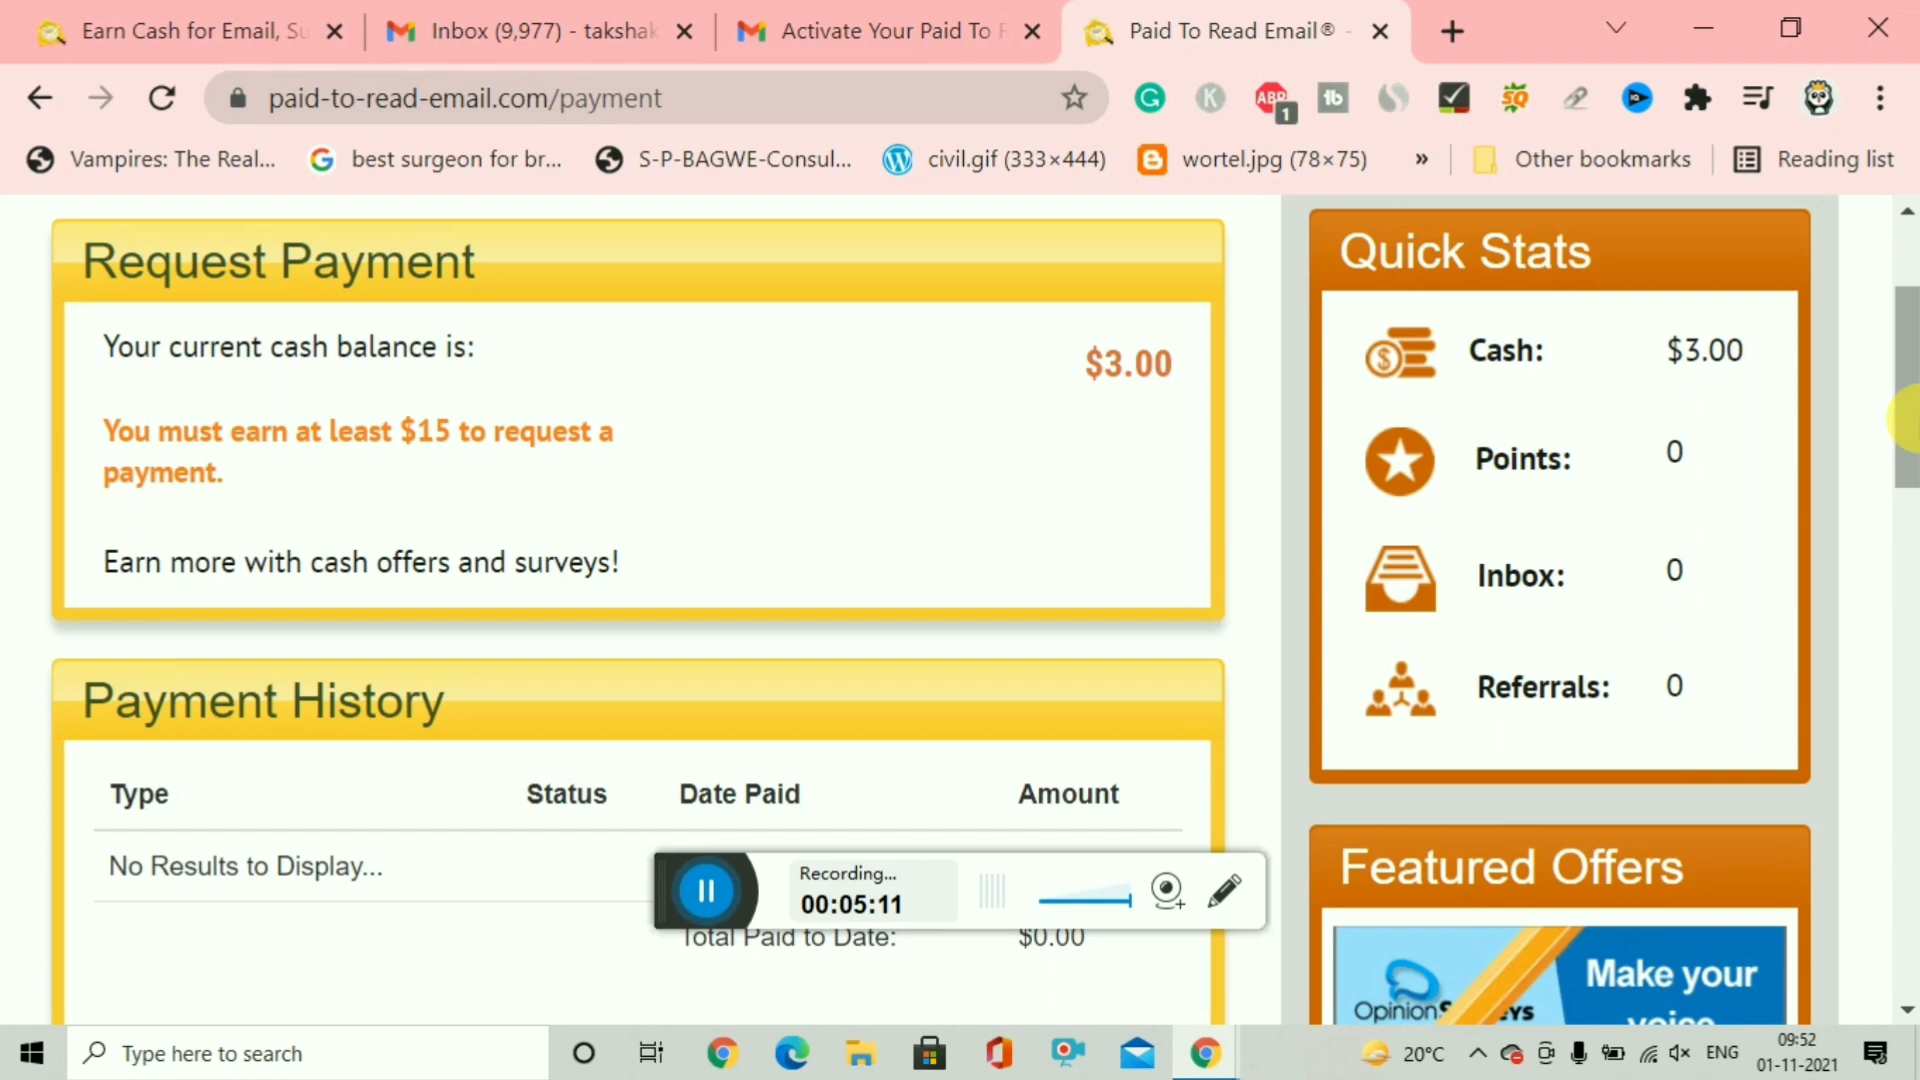 Earn Cash for Email, Su
Inbox (9,977) - takshak
Activate Your Paid To R
Paid To Read Email® -
paid-to-read-email.com/payment
ABP
1
tb
SQ
Vampires: The Real...
best surgeon for br...
S-P-BAGWE-Consul...
civil.gif (333×444)
wortel.jpg (78×75)
»
Other bookmarks
Reading list
Request Payment
Your current cash balance is:
$3.00
You must earn at least $15 to request a
payment.
Earn more with cash offers and surveys!
Quick Stats
Cash: $3.00
Points: 0
Inbox: 0
Referrals: 0
Payment History
Type Status Date Paid Amount
No Results to Display...
Recording...
00:05:11
Total Paid to Date: $0.00
Featured Offers
Make your
voice
Type here to search
20°C
ENG
09:52
01-11-2021